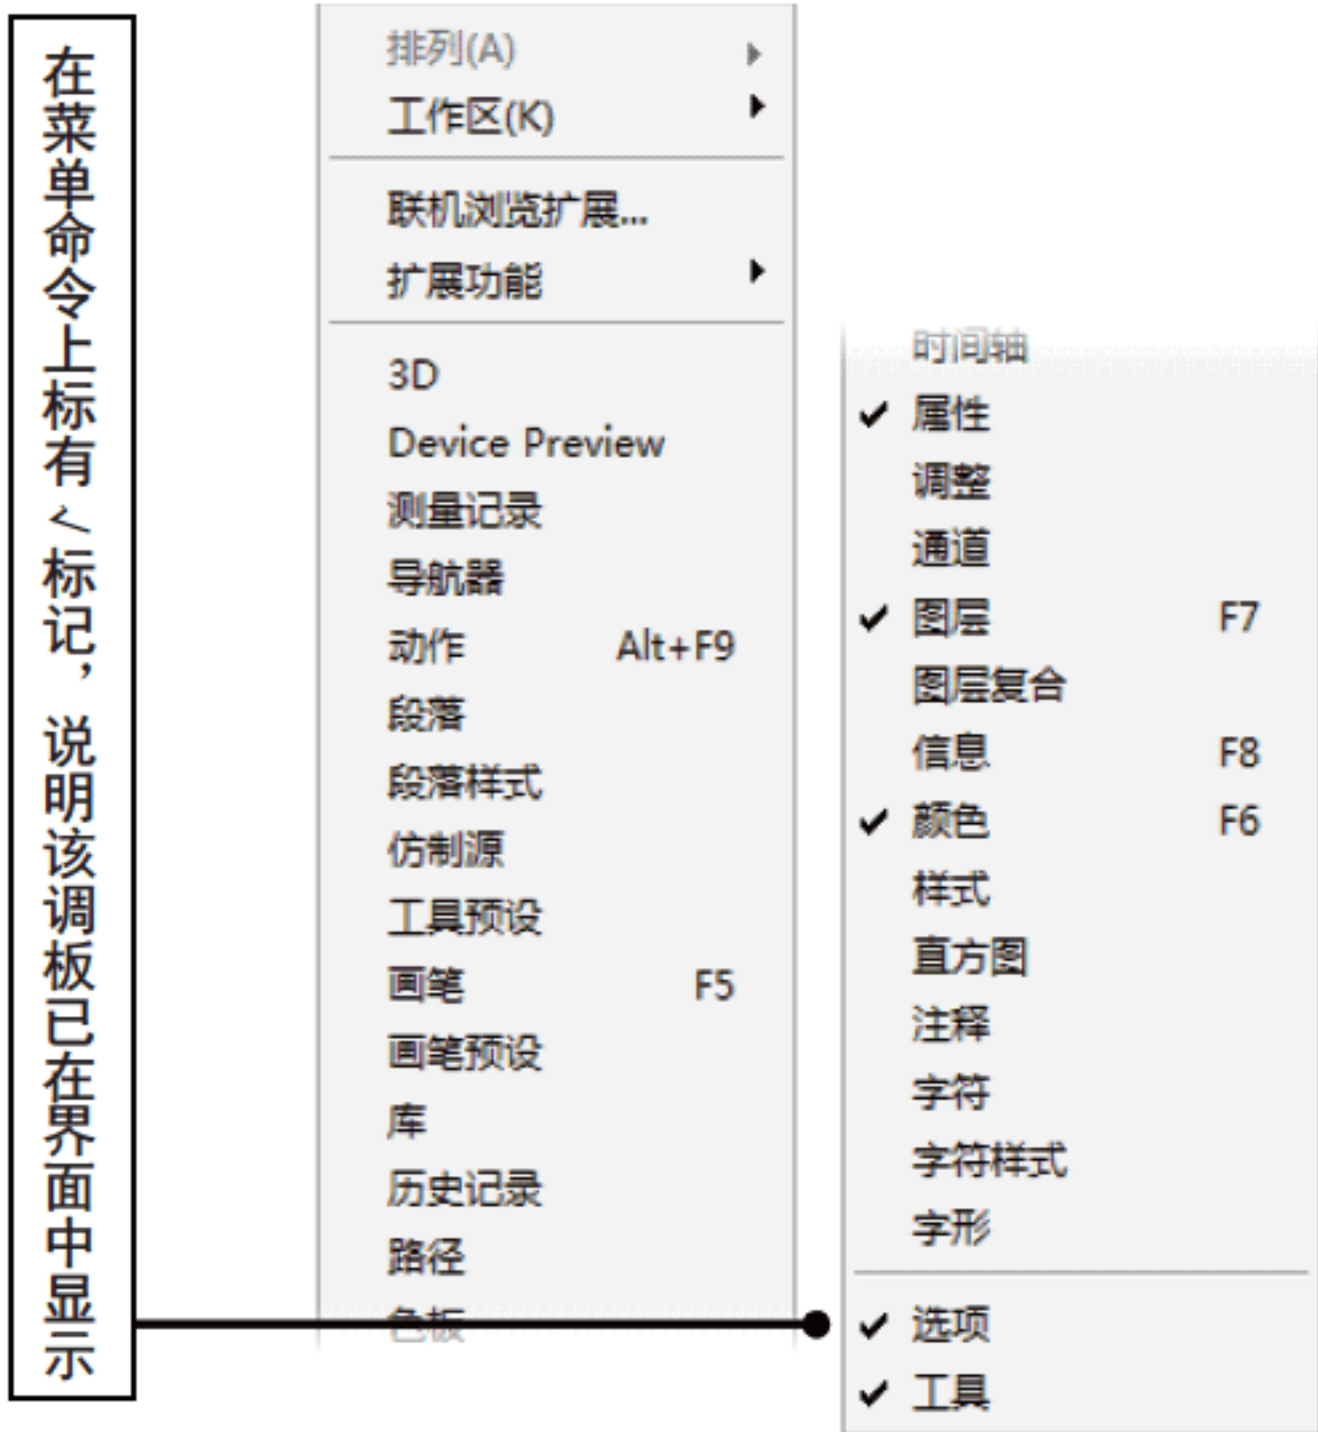 在菜单命令上标有✓标记，说明该调板已在界面中显示
排列(A)
工作区(K)
联机浏览扩展...
扩展功能
3D
Device Preview
测量记录
导航器
动作 Alt+F9
段落
段落样式
仿制源
工具预设
画笔 F5
画笔预设
库
历史记录
路径
色板
时间轴
✓ 属性
调整
通道
✓ 图层 F7
图层复合
信息 F8
✓ 颜色 F6
样式
直方图
注释
字符
字符样式
字形
✓ 选项
✓ 工具